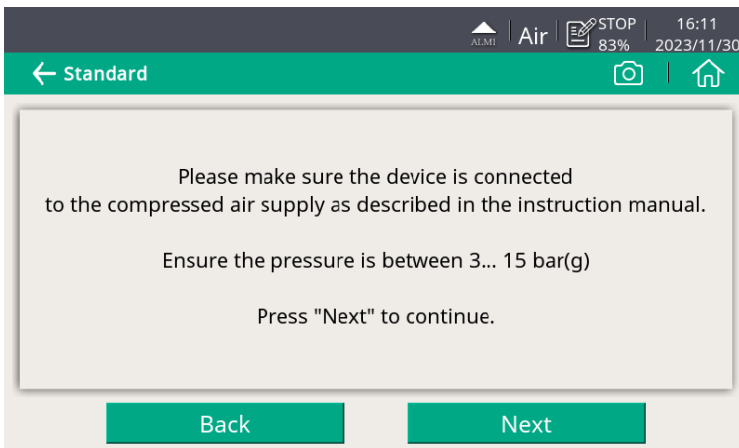 ALM1
Air
STOP
83%
16:11
2023/11/30
Standard
Please make sure the device is connected
to the compressed air supply as described in the instruction manual.
Ensure the pressure is between 3... 15 bar(g)
Press "Next" to continue.
Back
Next